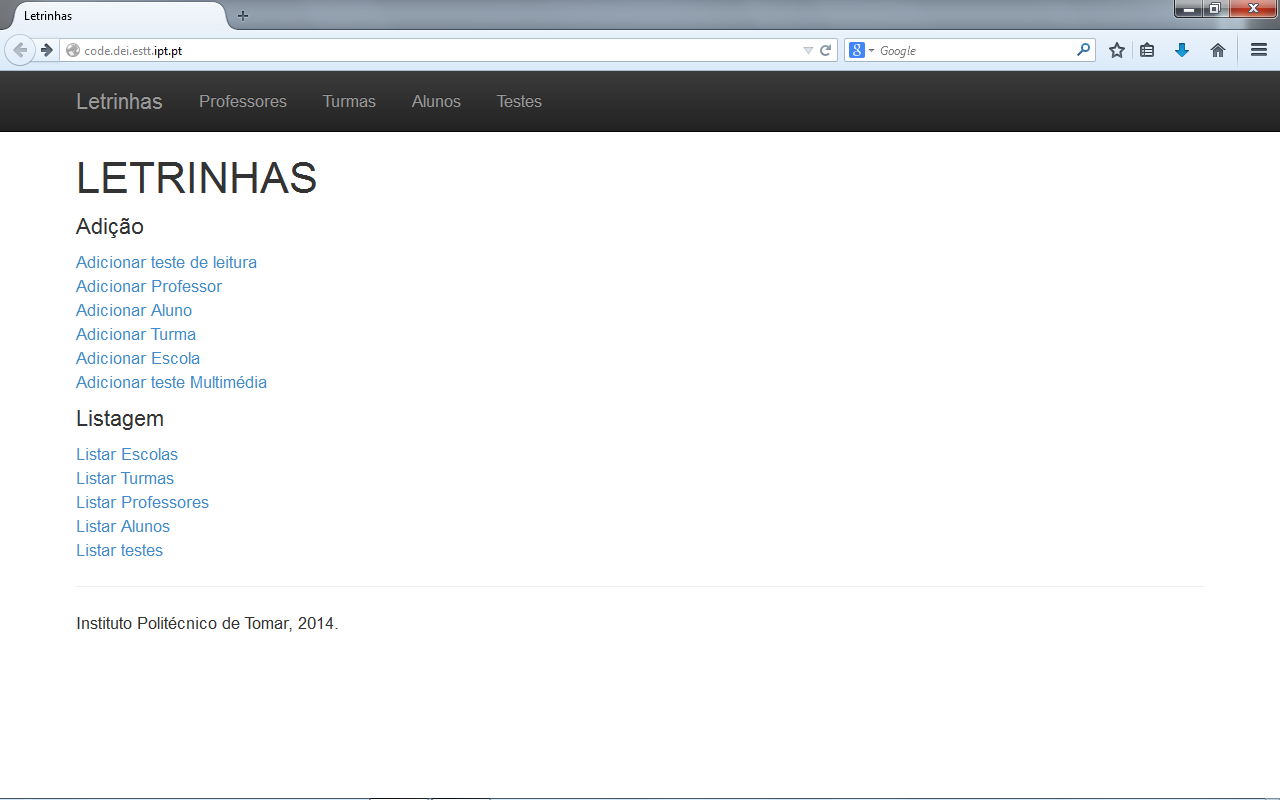 Letrinhas
code.dei.estt.ipt.pt
Google
Letrinhas Professores Turmas Alunos Testes
LETRINHAS
Adição
Adicionar teste de leitura
Adicionar Professor
Adicionar Aluno
Adicionar Turma
Adicionar Escola
Adicionar teste Multimédia
Listagem
Listar Escolas
Listar Turmas
Listar Professores
Listar Alunos
Listar testes
Instituto Politécnico de Tomar, 2014.